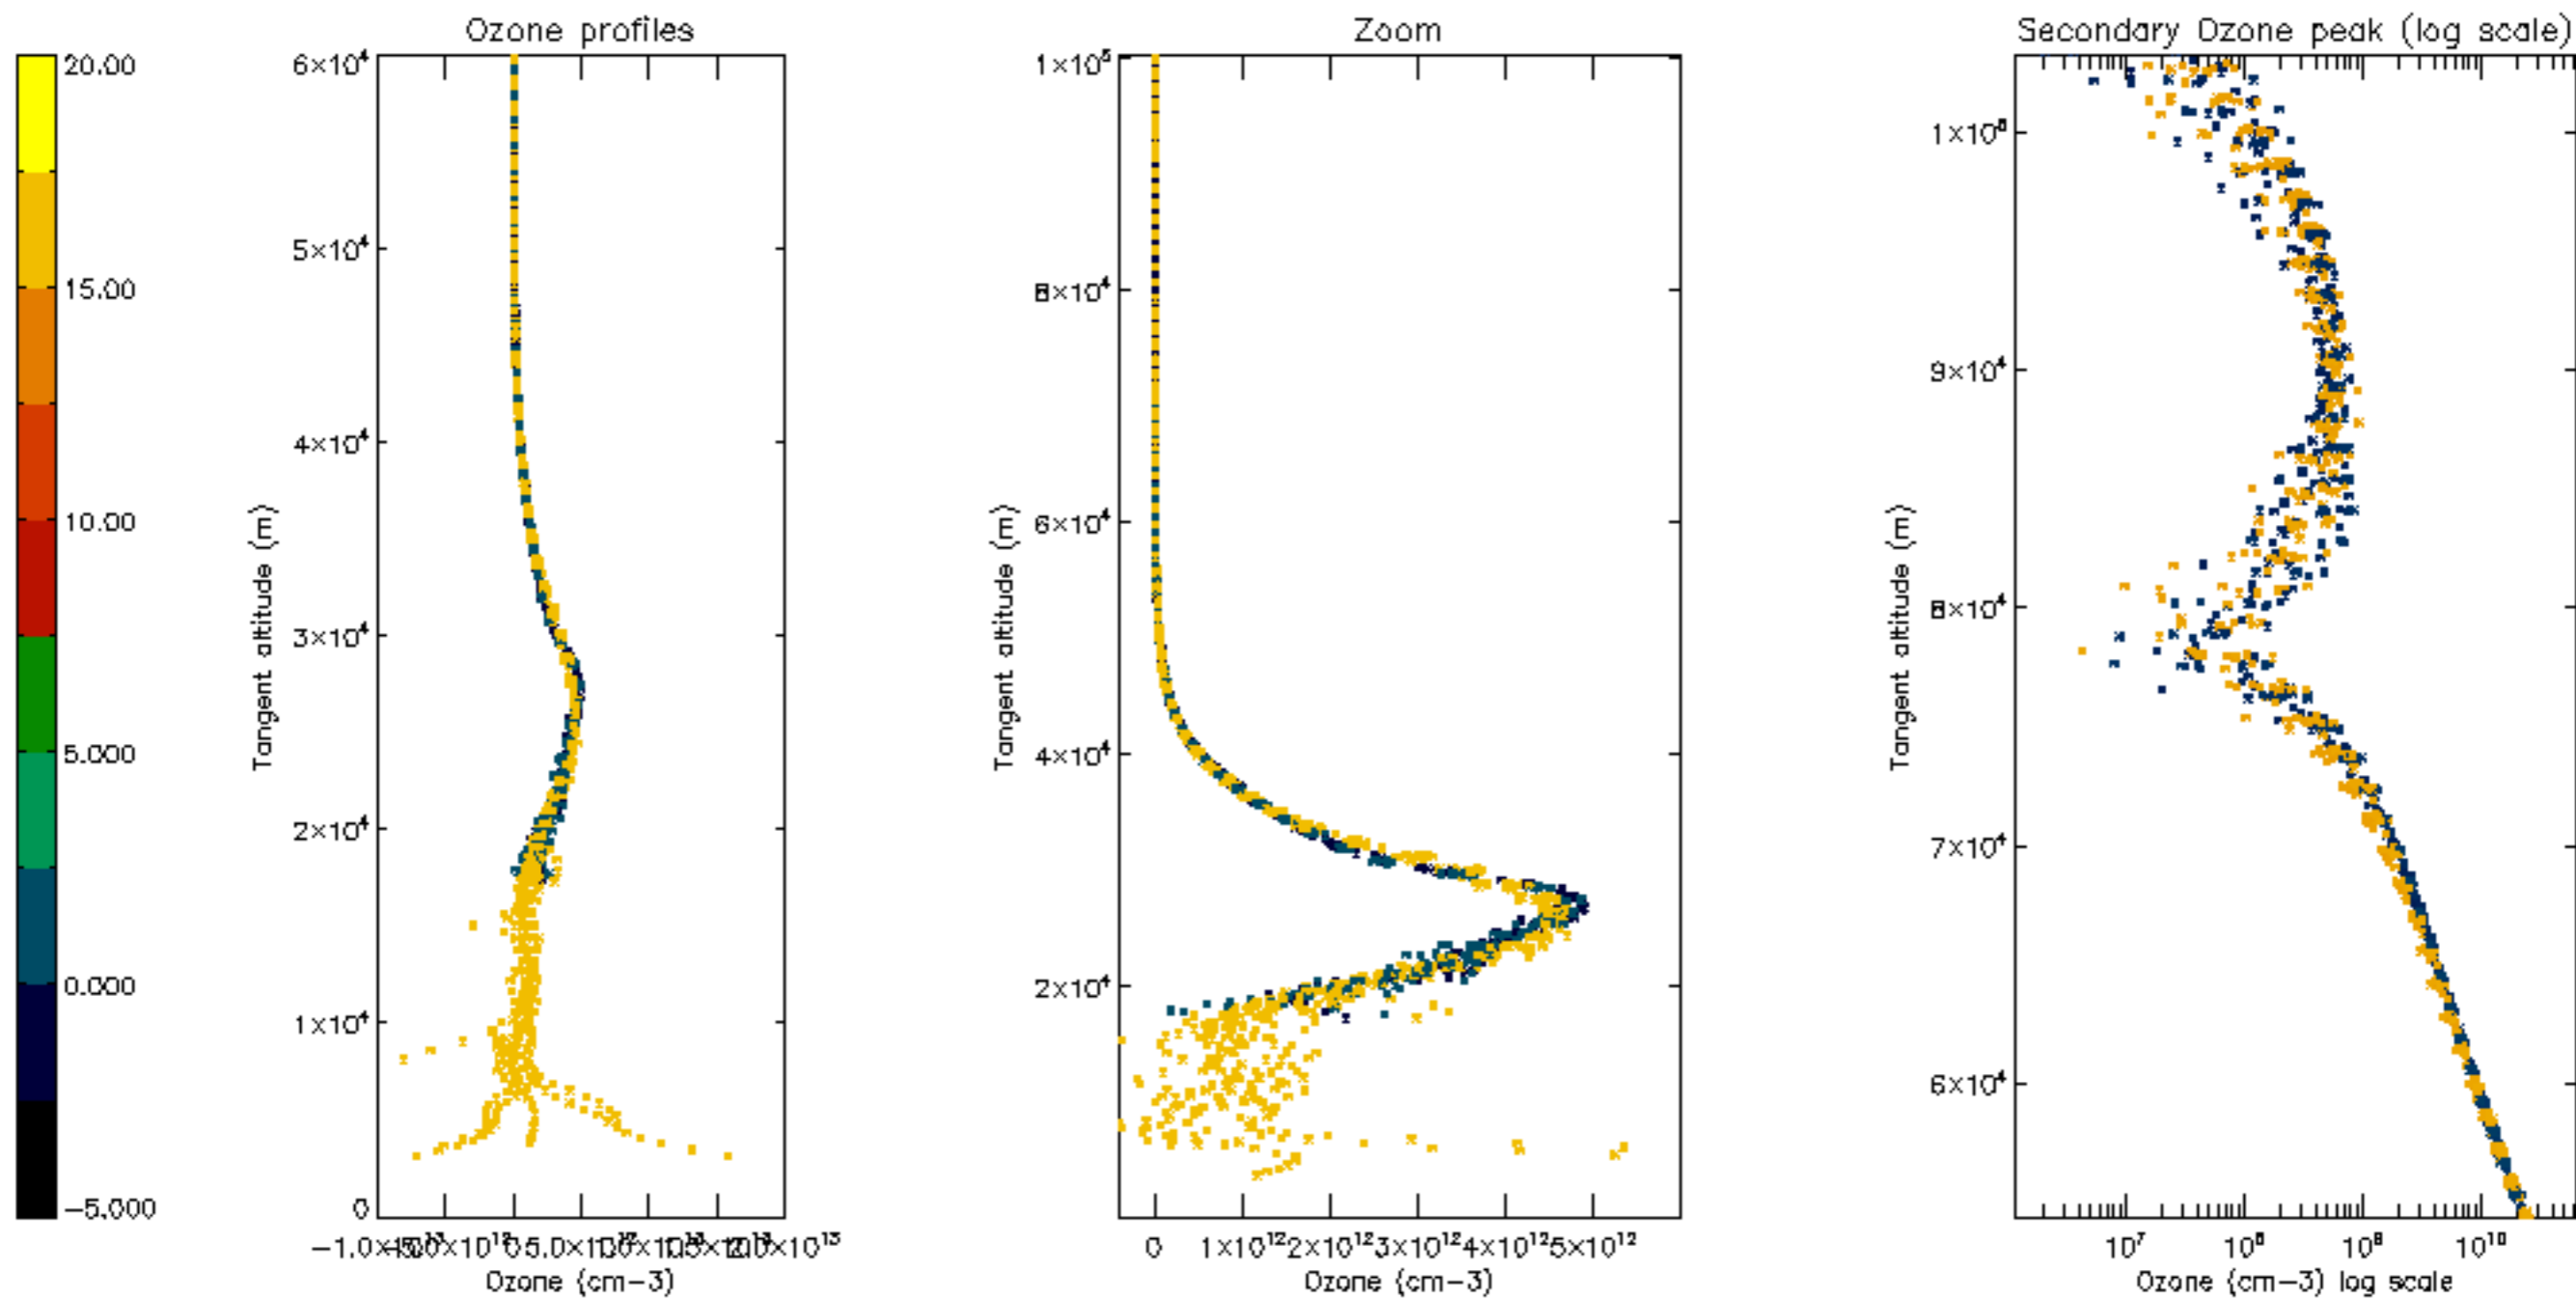 Ozone profiles
Zoom
Secondary Ozone peak (log scale)
20.00
15.00
10.00
5.000
0.000
−5.000
6×10⁴
5×10⁴
4×10⁴
3×10⁴
2×10⁴
1×10⁴
0
Tangent altitude (m)
Ozone (cm−3)
1×10⁵
8×10⁴
6×10⁴
4×10⁴
2×10⁴
Tangent altitude (m)
0 1×10¹² 2×10¹² 3×10¹² 4×10¹² 5×10¹²
Ozone (cm−3)
1×10⁵
9×10⁴
8×10⁴
7×10⁴
6×10⁴
Tangent altitude (m)
10⁷ 10⁸ 10⁹ 10¹⁰
Ozone (cm−3) log scale